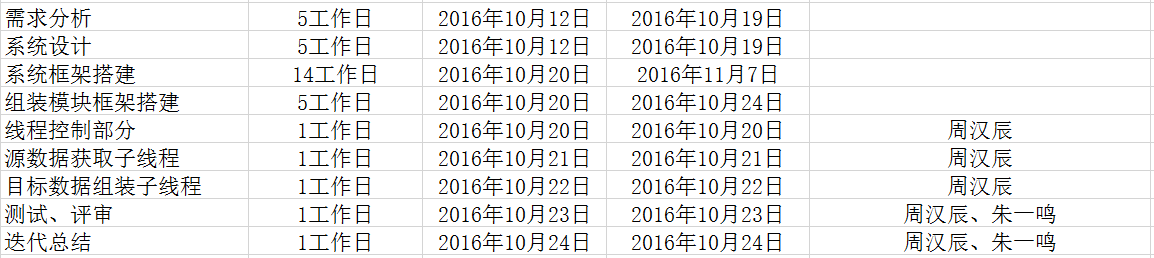 需求分析 5工作日 2016年10月12日 2016年10月19日
系统设计 5工作日 2016年10月12日 2016年10月19日
系统框架搭建 14工作日 2016年10月20日 2016年11月7日
组装模块框架搭建 5工作日 2016年10月20日 2016年10月24日
线程控制部分 1工作日 2016年10月20日 2016年10月20日 周汉辰
源数据获取子线程 1工作日 2016年10月21日 2016年10月21日 周汉辰
目标数据组装子线程 1工作日 2016年10月22日 2016年10月22日 周汉辰
测试、评审 1工作日 2016年10月23日 2016年10月23日 周汉辰、朱一鸣
迭代总结 1工作日 2016年10月24日 2016年10月24日 周汉辰、朱一鸣